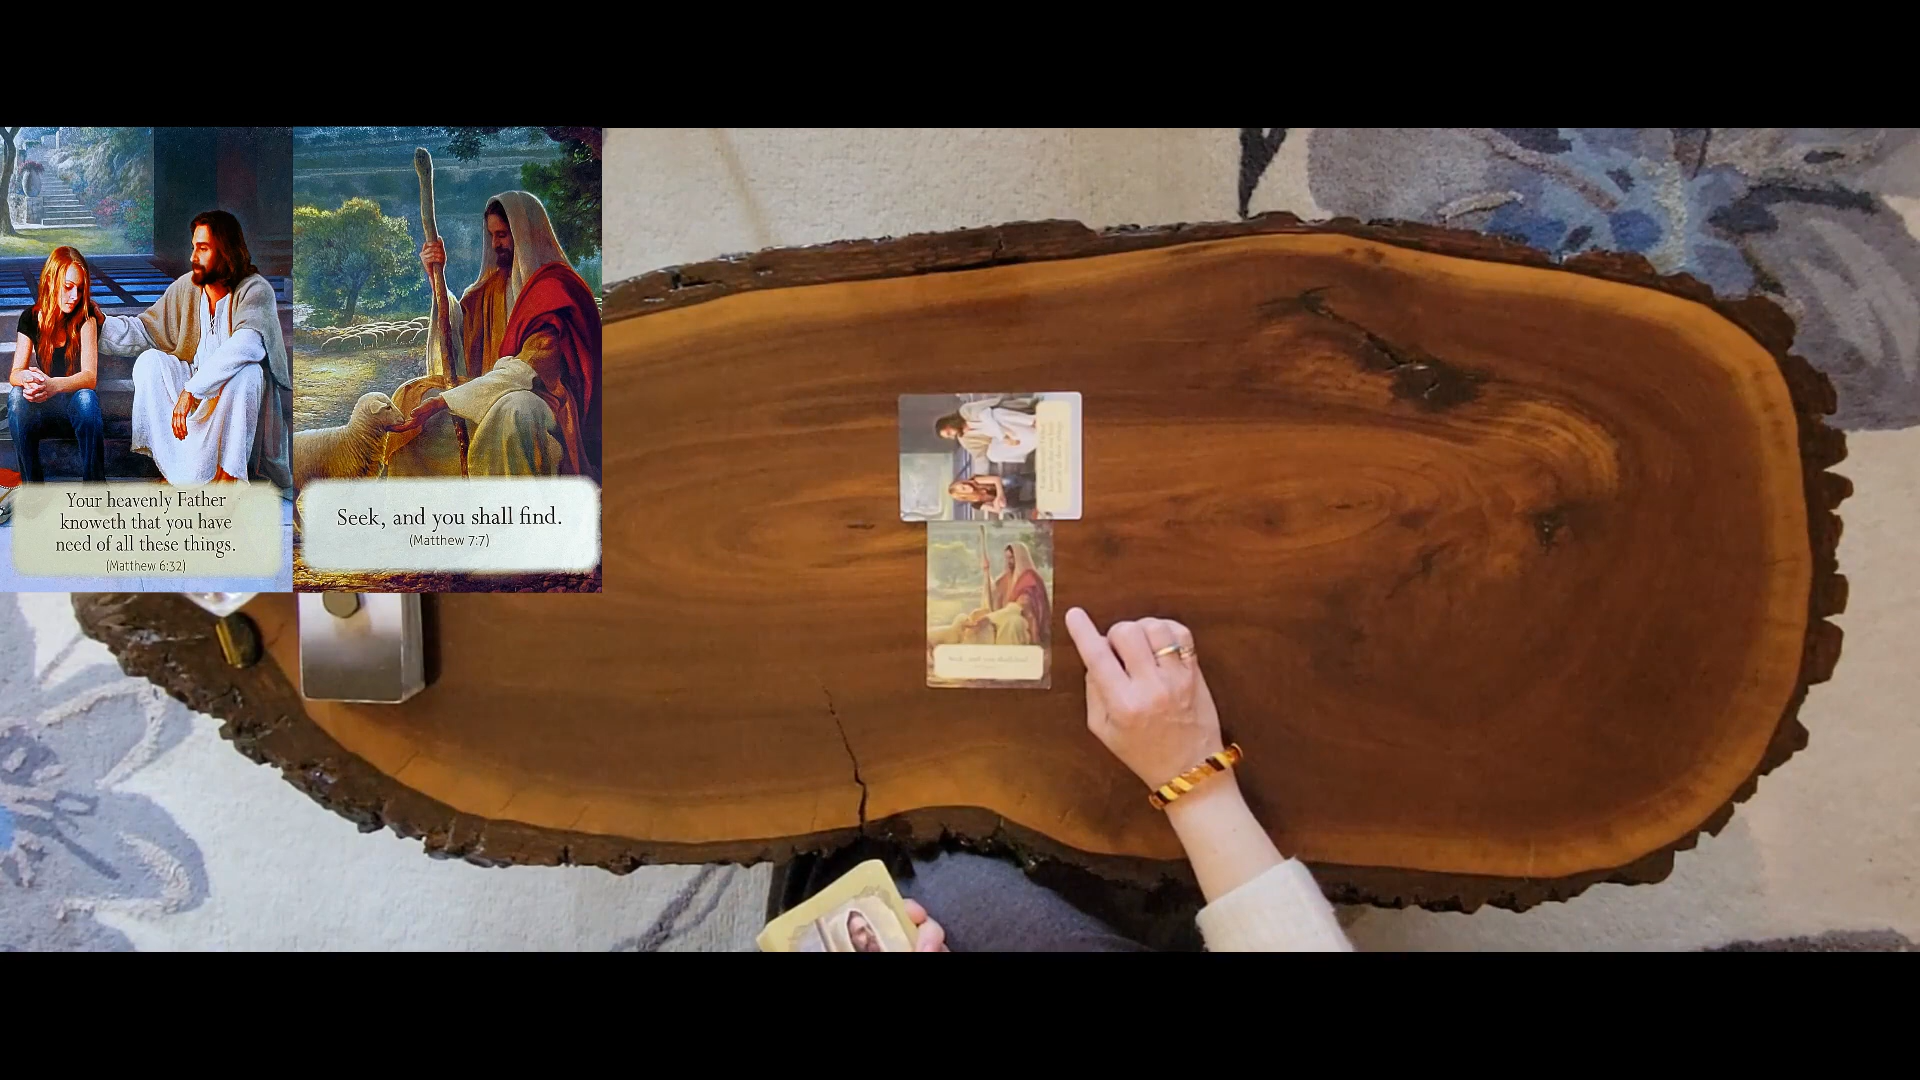 Your heavenly Father
knoweth that you have
need of all these things.
(Matthew 6:32)
Seek, and you shall find.
(Matthew 7:7)